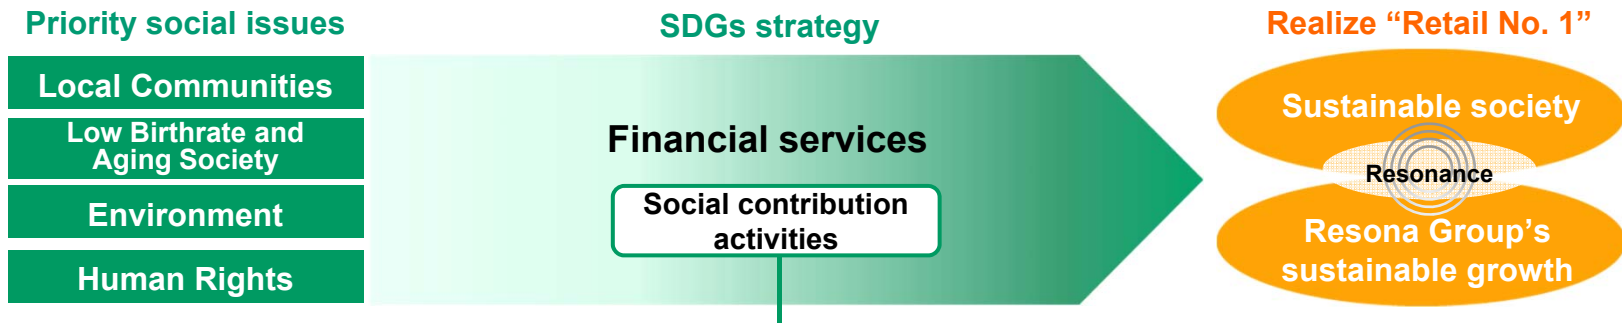 Priority social issues
Local Communities
Low Birthrate and
Aging Society
Environment
Human Rights
SDGs strategy
Financial services
Social contribution
activities
Realize “Retail No. 1”
Sustainable society
Resonance
Resona Group’s
sustainable growth